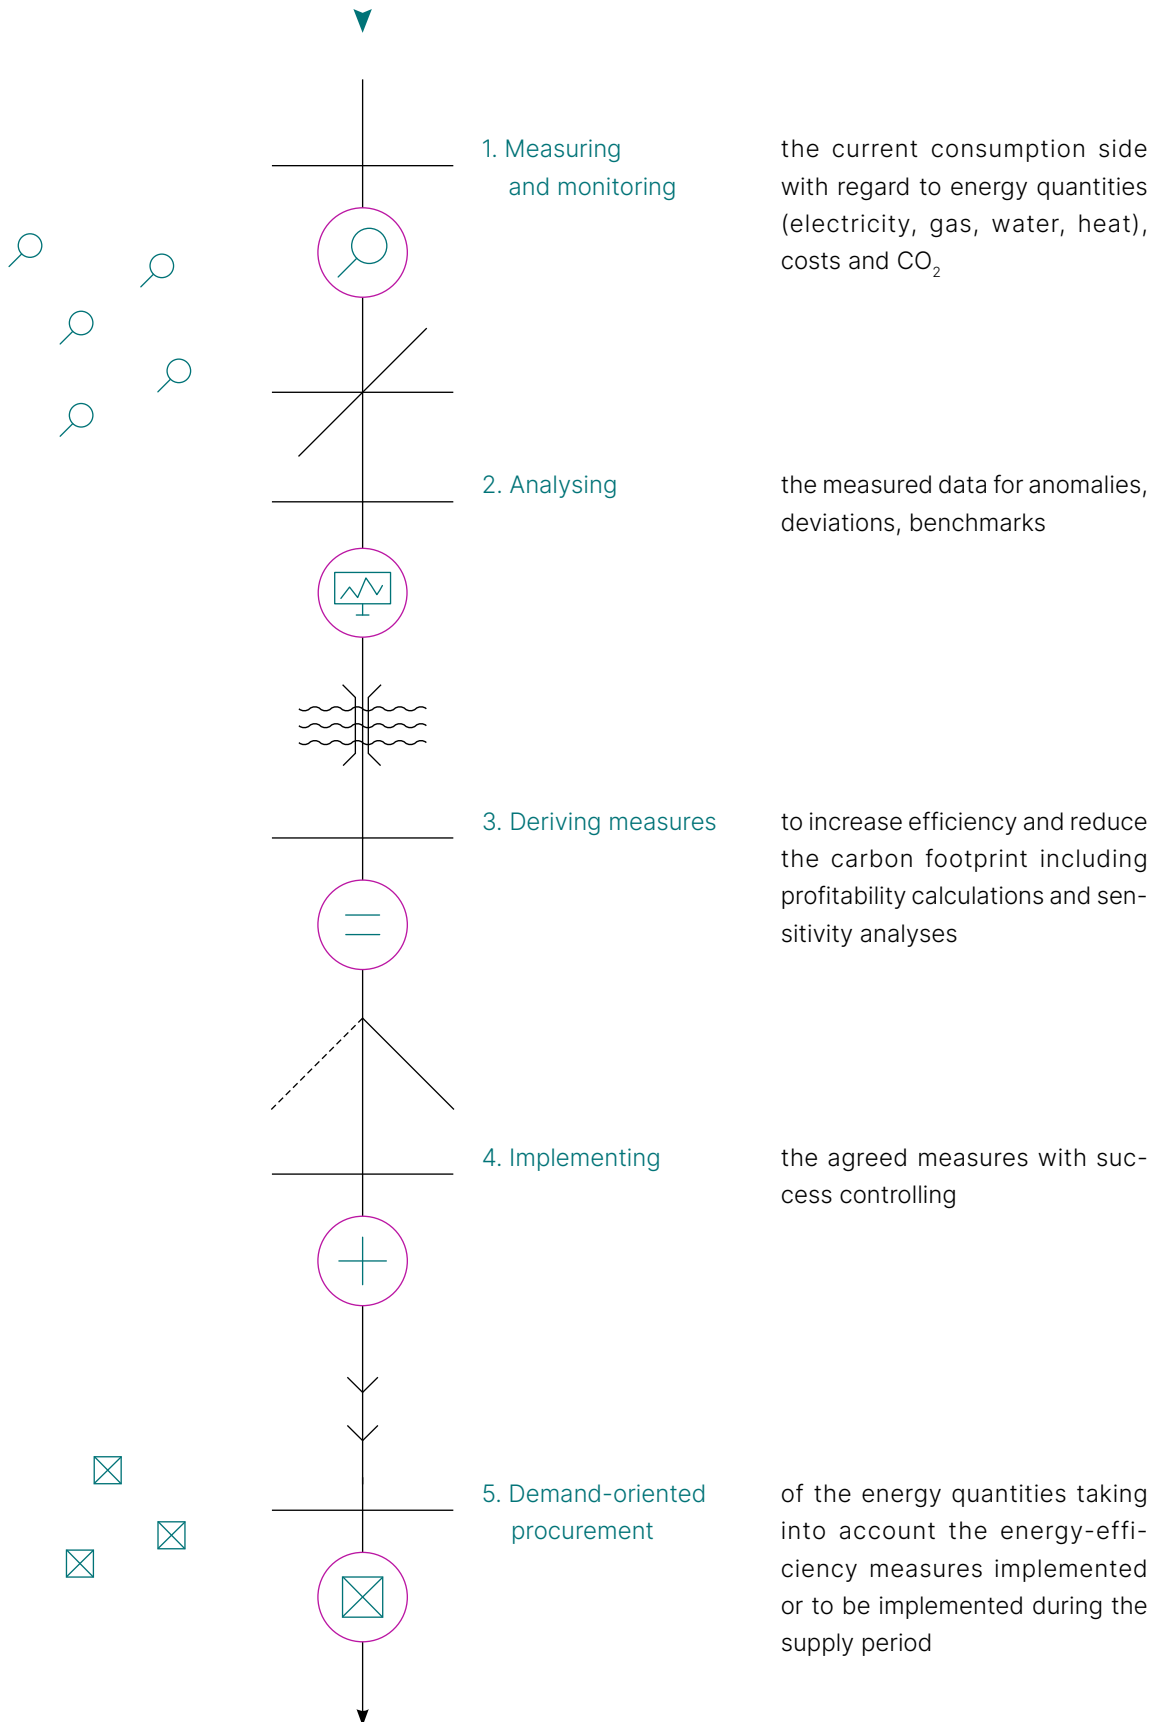 1. Measuring
and monitoring
the current consumption side
with regard to energy quantities
(electricity, gas, water, heat),
costs and CO₂
2. Analysing
the measured data for anomalies,
deviations, benchmarks
3. Deriving measures
to increase efficiency and reduce
the carbon footprint including
profitability calculations and sen-
sitivity analyses
4. Implementing
the agreed measures with suc-
cess controlling
5. Demand-oriented
procurement
of the energy quantities taking
into account the energy-effi-
ciency measures implemented
or to be implemented during the
supply period